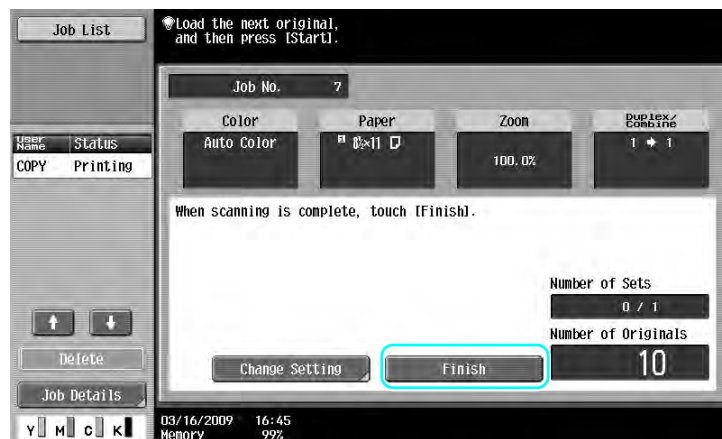 Job List
Load the next original,
and then press [Start].
Job No. 7
Color Paper Zoom Duplex/
Combine
User
Name Status
Auto Color 8½×11 100.0% 1 → 1
COPY Printing
When scanning is complete, touch [Finish].
Number of Sets
0 / 1
Number of Originals
10
Delete
Change Setting Finish
Job Details
Y M C K
03/16/2009 16:45
Memory 99%